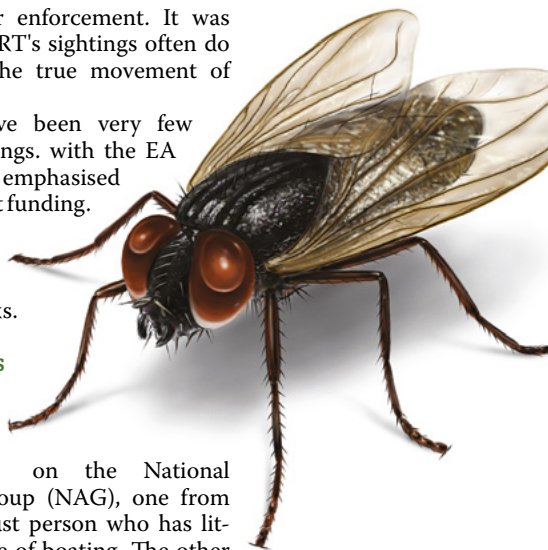 r enforcement. It was
RT's sightings often do
he true movement of
ve been very few
ngs. with the EA
emphasised
t funding.
ks.
s
on the National
oup (NAG), one from
ust person who has lit-
e of boating. The other